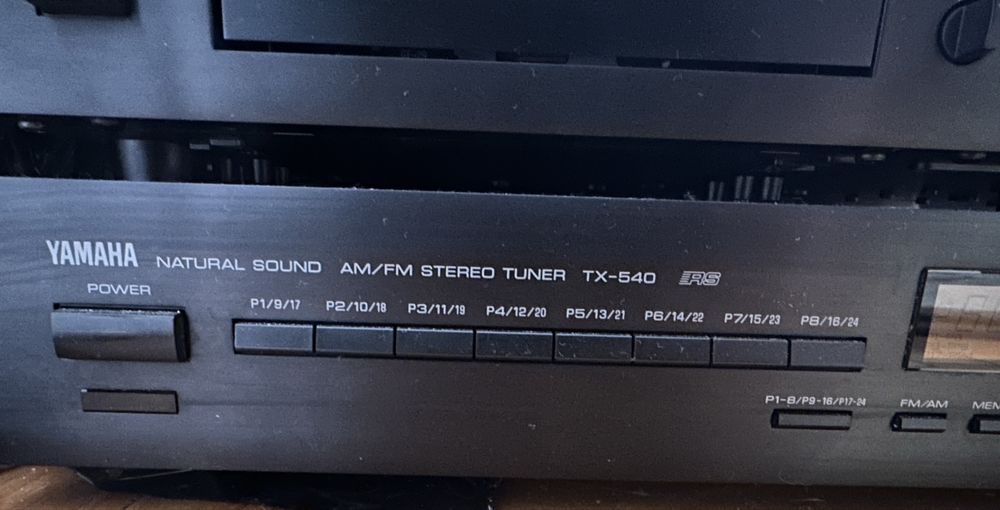 YAMAHA NATURAL SOUND AM/FM STEREO TUNER TX-540 RS
POWER
P1/9/17 P2/10/18 P3/11/19 P4/12/20 P5/13/21 P6/14/22 P7/15/23 P8/16/24
P1-8/P9-16/P17-24 FM/AM MEM